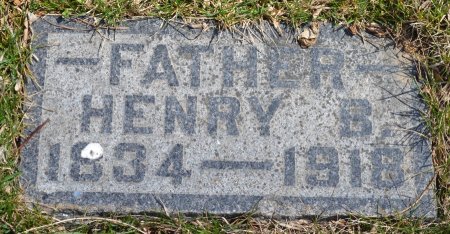 —FATHER—
HENRY B.
1834—1918